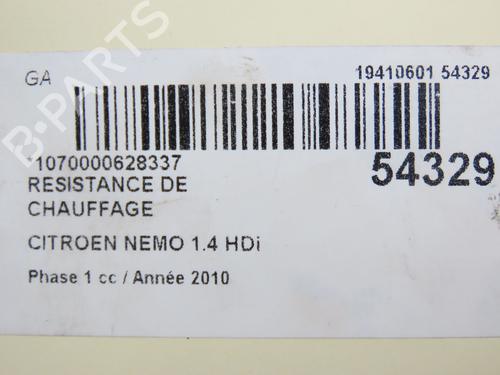 GA
19410601 54329
*1070000628337
54329
RESISTANCE DE
CHAUFFAGE
CITROEN NEMO 1.4 HDi
Phase 1 cc / Année 2010
B-PARTS